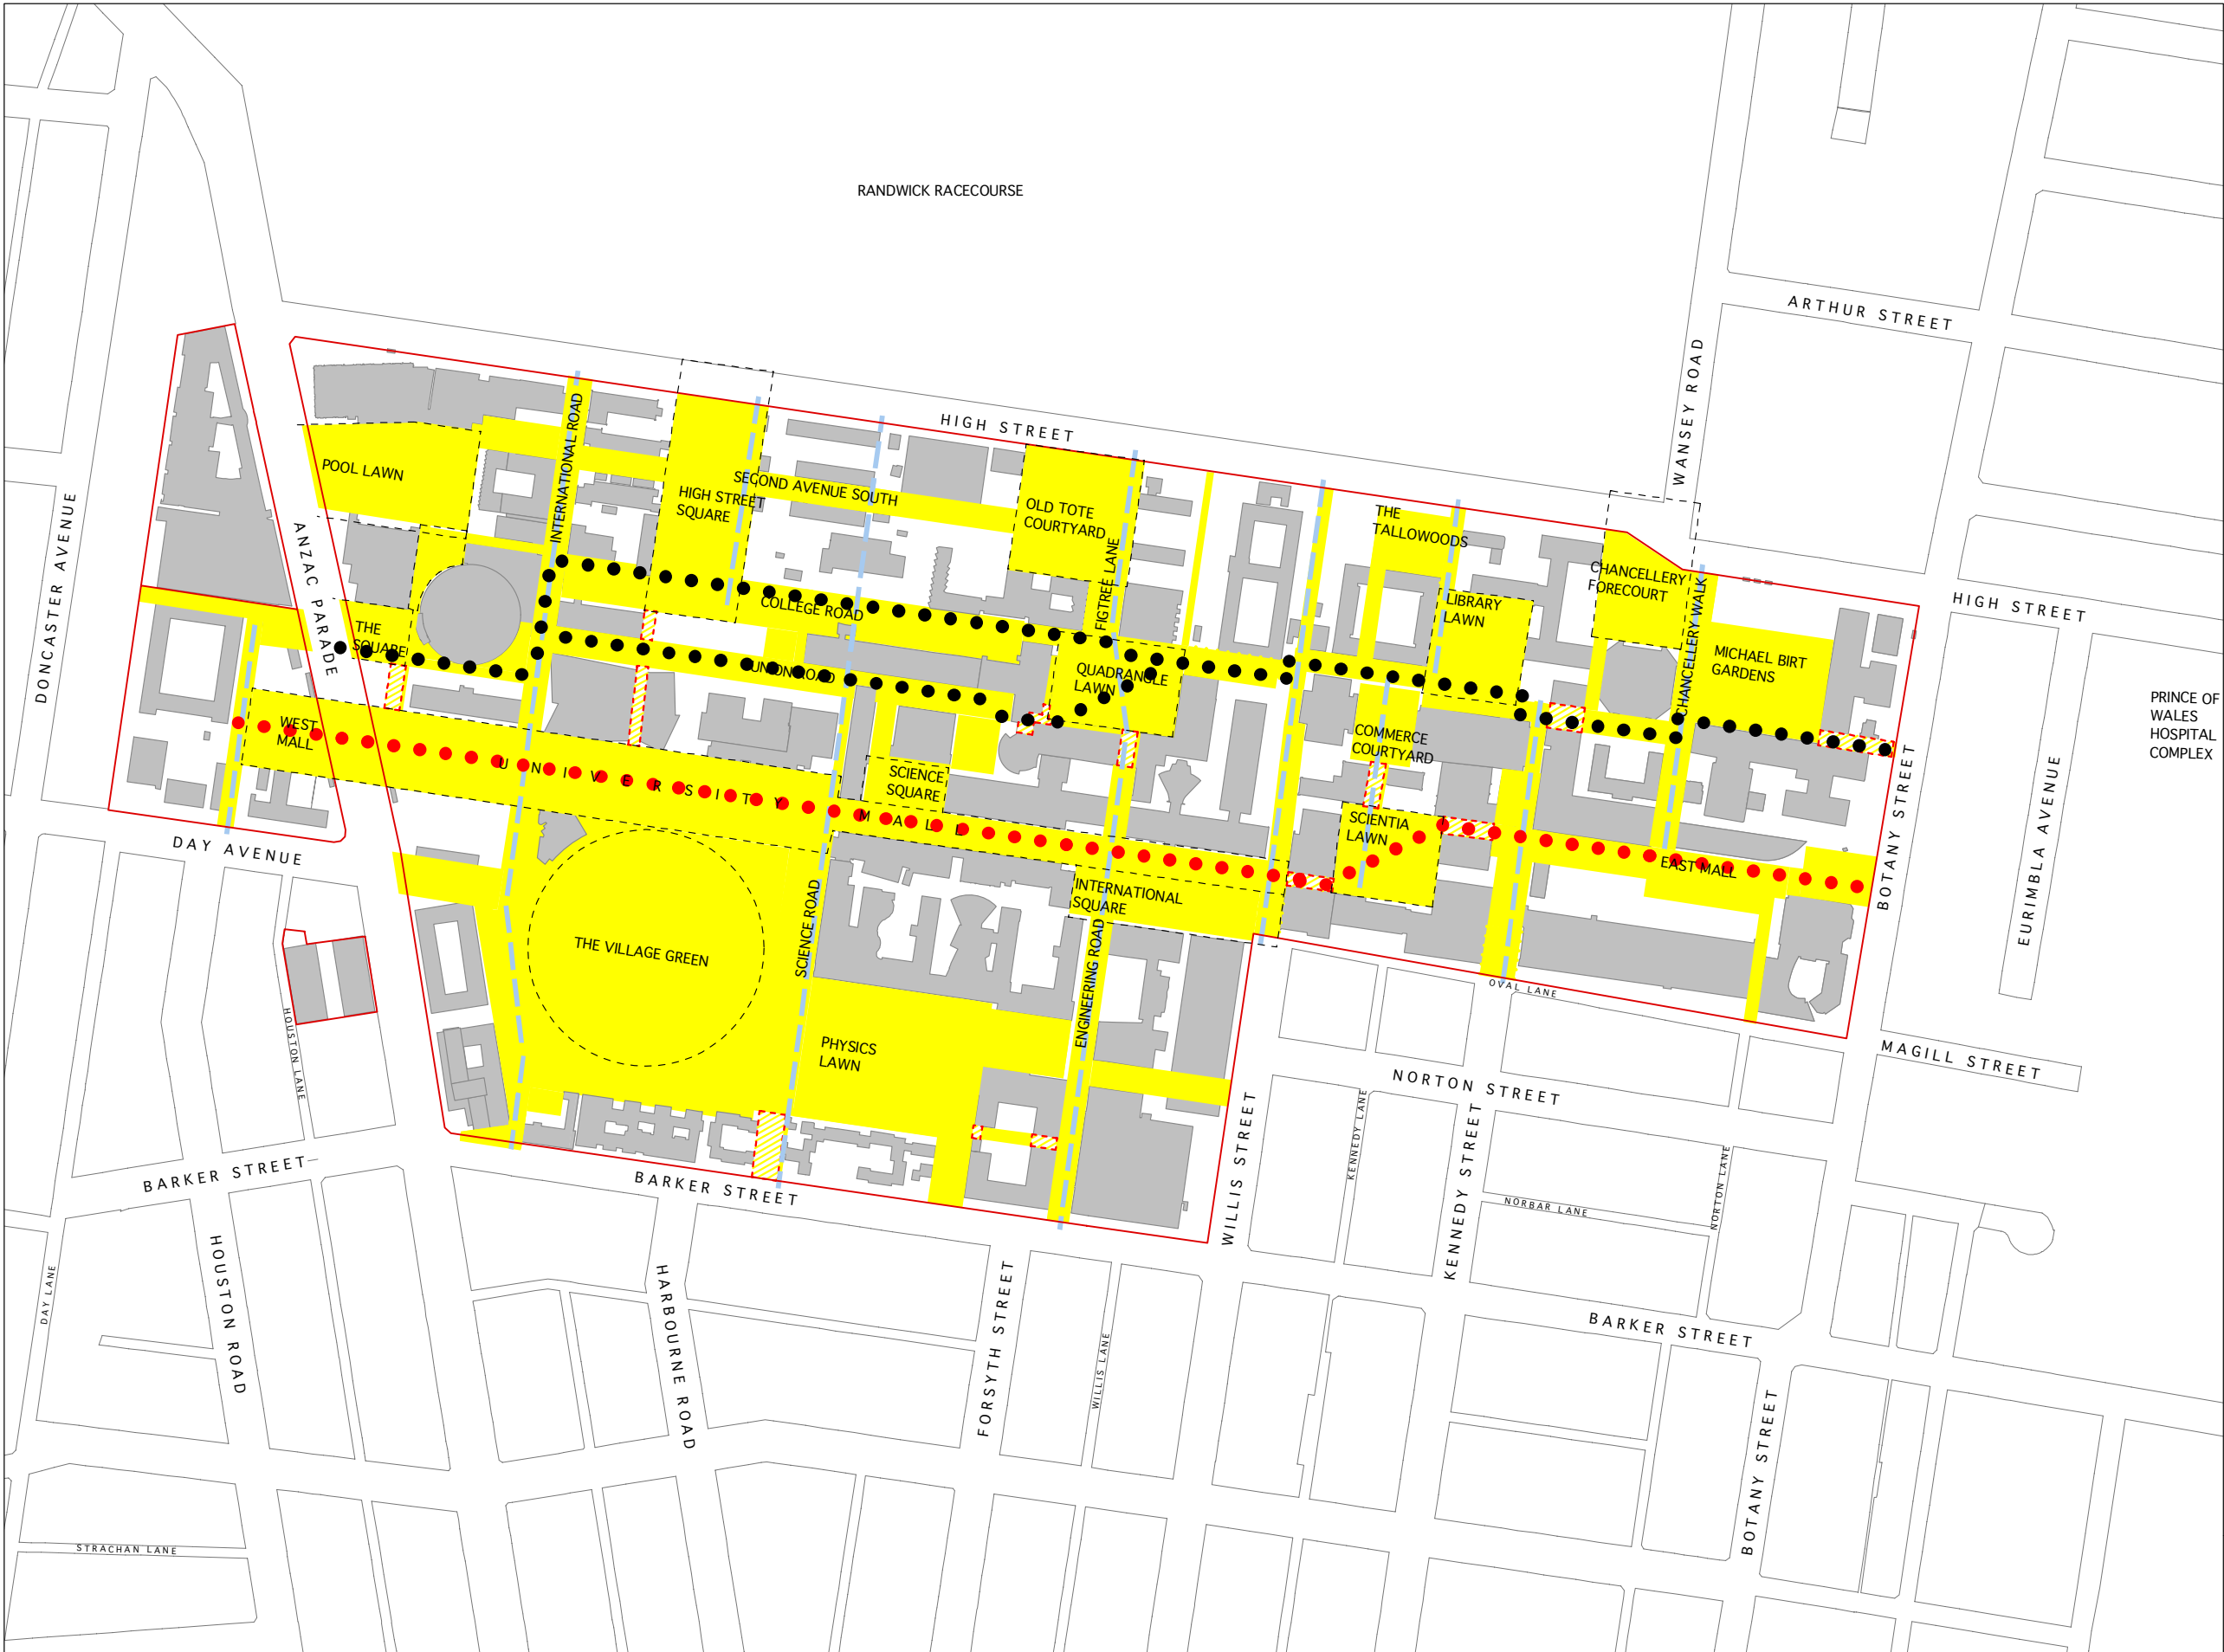 RANDWICK RACECOURSE
ARTHUR STREET
WANSEY ROAD
HIGH STREET
DONCASTER AVENUE
ANZAC PARADE
INTERNATIONAL ROAD
POOL LAWN
SECOND AVENUE SOUTH
HIGH STREET
SQUARE
OLD TOTE
COURTYARD
FIGTREE LANE
THE
TALLOWOODS
CHANCELLERY
FORECOURT
CHANCELLERY WALK
LIBRARY
LAWN
HIGH STREET
COLLEGE ROAD
THE
SQUARE
UNION ROAD
QUADRANGLE
LAWN
MICHAEL BIRT
GARDENS
PRINCE OF
WALES
HOSPITAL
COMPLEX
WEST
MALL
UNIVERSITY MALL
SCIENCE
SQUARE
COMMERCE
COURTYARD
SCIENTIA
LAWN
EAST MALL
BOTANY STREET
EURIMBLA AVENUE
DAY AVENUE
INTERNATIONAL
SQUARE
THE VILLAGE GREEN
SCIENCE ROAD
ENGINEERING ROAD
OVAL LANE
PHYSICS
LAWN
HOUSTON LANE
MAGILL STREET
NORTON STREET
BARKER STREET
BARKER STREET
WILLIS STREET
KENNEDY LANE
KENNEDY STREET
NORBAR LANE
NORTON LANE
DAY LANE
HOUSTON ROAD
HARBOURNE ROAD
FORSYTH STREET
WILLIS LANE
BARKER STREET
BOTANY STREET
STRACHAN LANE